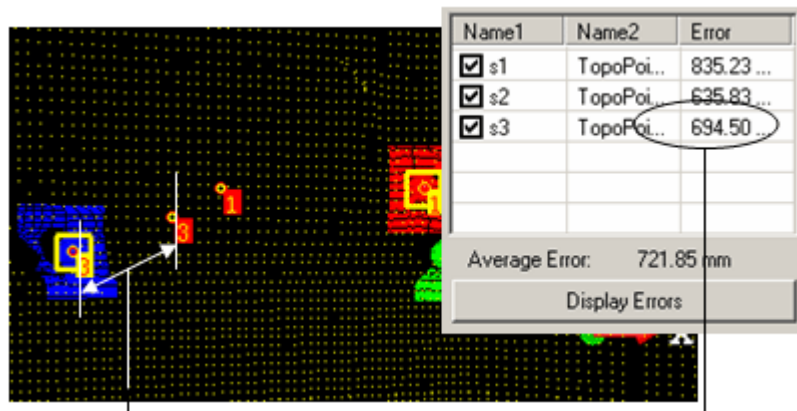 Name1 Name2 Error
s1 TopoPoi... 835.23 ...
s2 TopoPoi... 635.83 ...
s3 TopoPoi... 694.50 ...
Average Error: 721.85 mm
Display Errors
1
3
3
1
X